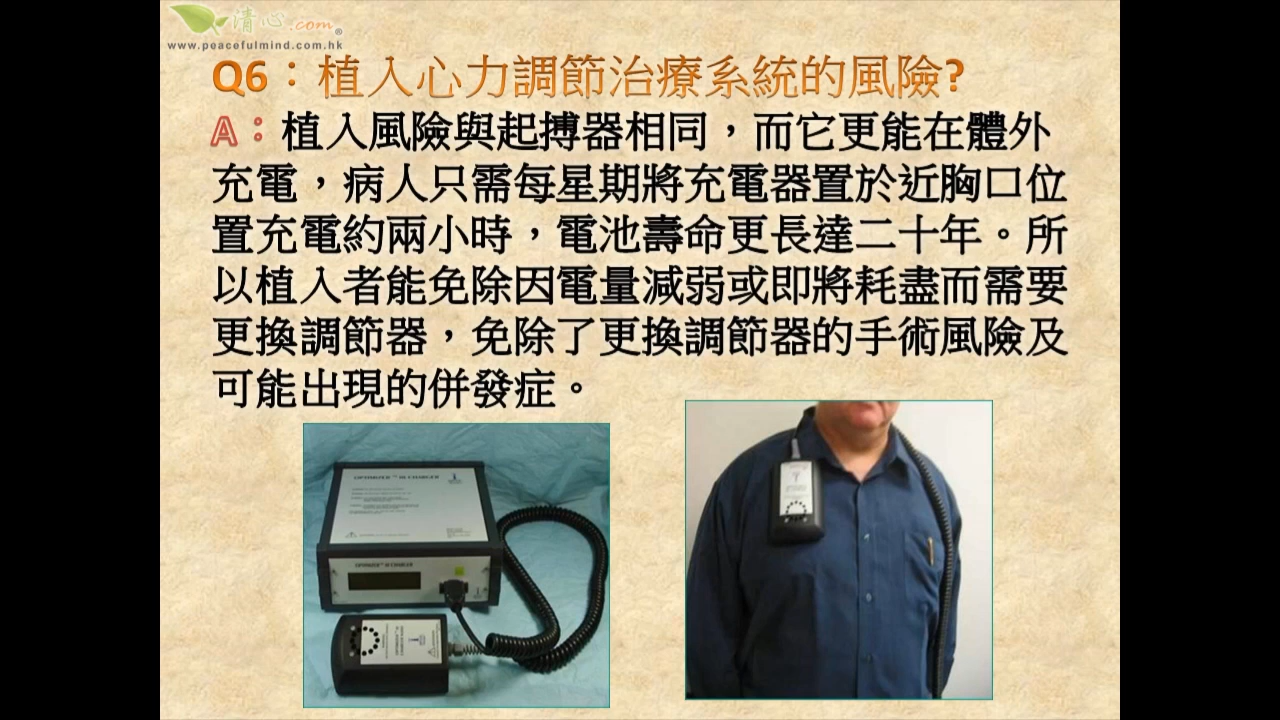 清心.com®
www.peacefulmind.com.hk
Q6：植入心力調節治療系統的風險?
A：植入風險與起搏器相同，而它更能在體外
充電，病人只需每星期將充電器置於近胸口位
置充電約兩小時，電池壽命更長達二十年。所
以植入者能免除因電量減弱或即將耗盡而需要
更換調節器，免除了更換調節器的手術風險及
可能出現的併發症。
OPTIMIZER™ III CHARGER
OPTIMIZER™ III CHARGER